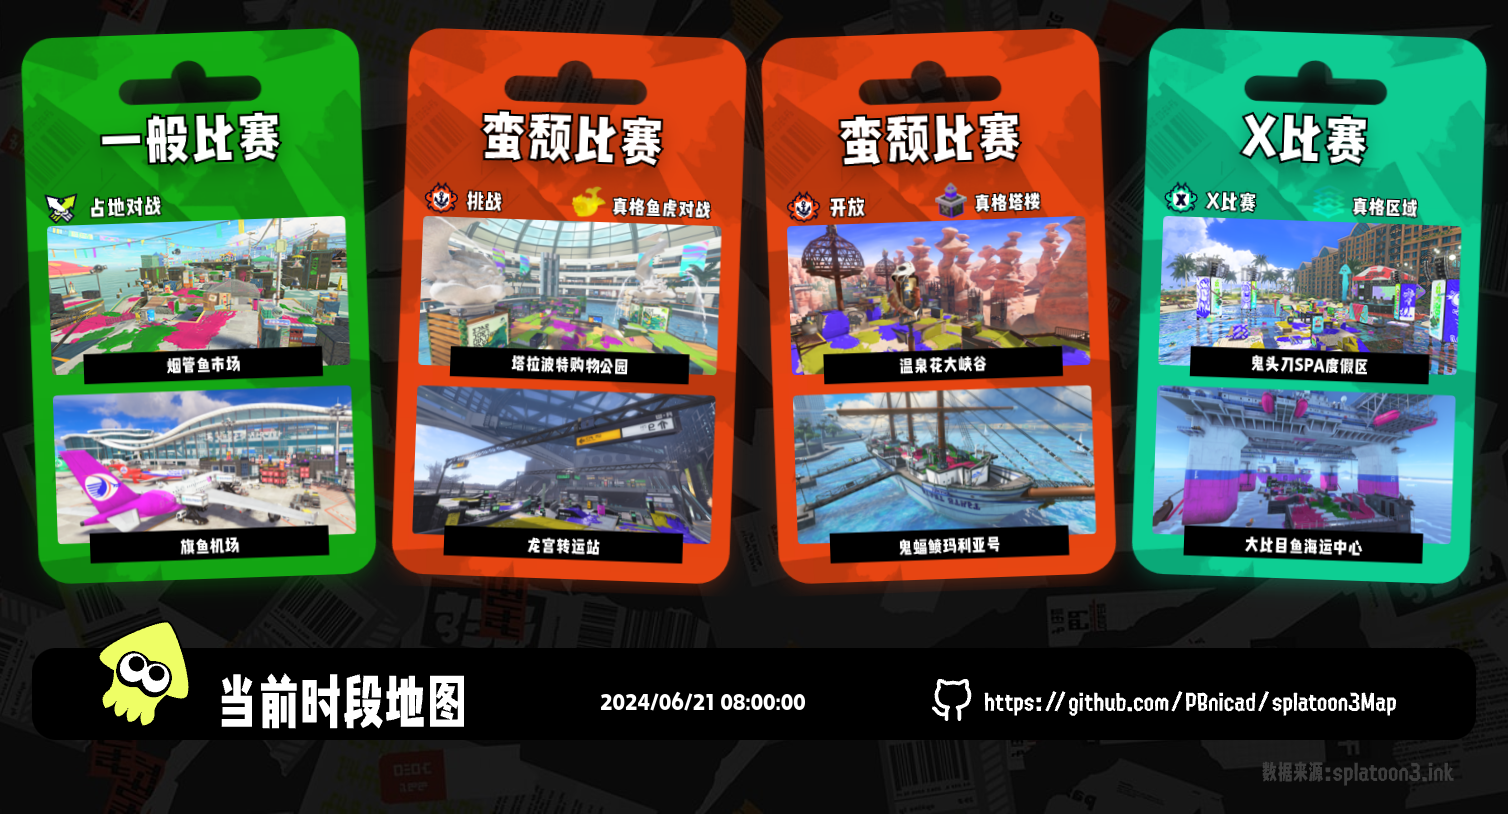 一般比赛
占地对战
烟管鱼市场
旗鱼机场
蛮颓比赛
挑战
真格鱼虎对战
塔拉波特购物公园
龙宫转运站
蛮颓比赛
开放
真格塔楼
温泉花大峡谷
鬼蝠鲼玛利亚号
X比赛
X比赛
真格区域
鬼头刀SPA度假区
大比目鱼海运中心
当前时段地图
2024/06/21 08:00:00
https://github.com/PBnicad/splatoon3Map
数据来源:splatoon3.ink